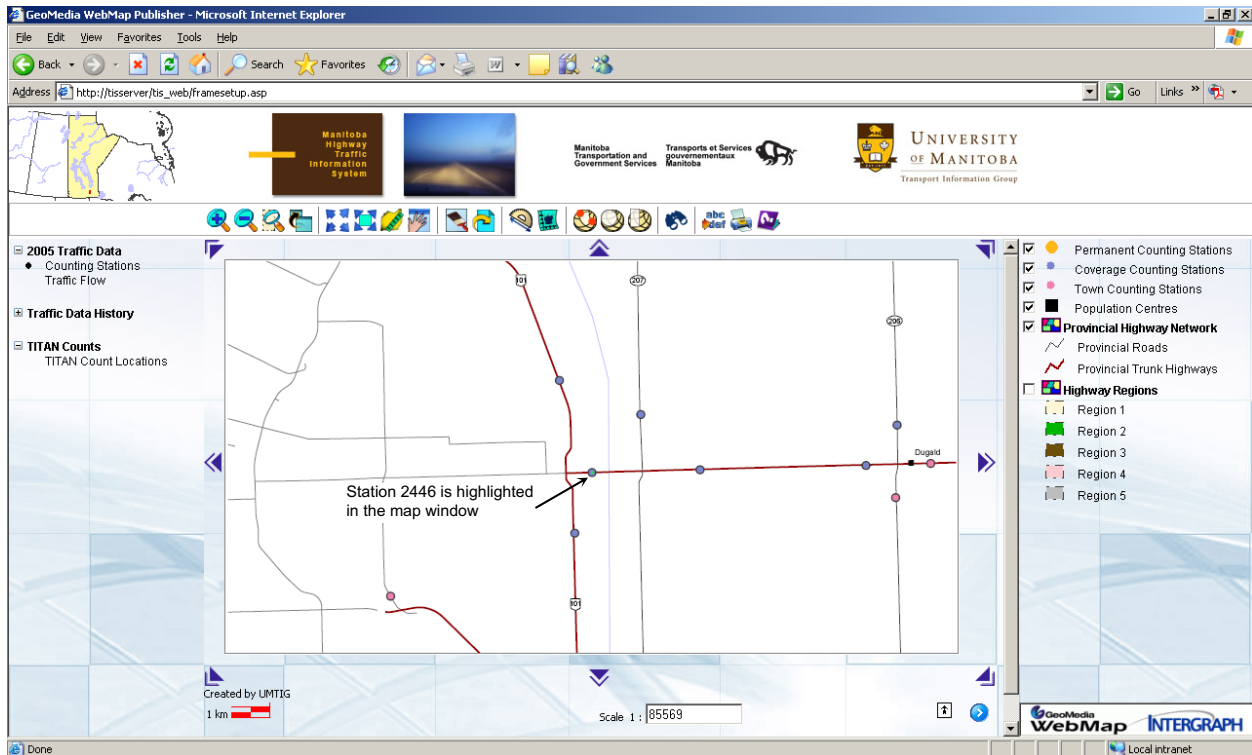 GeoMedia WebMap Publisher - Microsoft Internet Explorer
File Edit View Favorites Tools Help
Back Search Favorites
Address http://tisserver/tis_web/framesetup.asp Go Links »
Manitoba
Highway
Traffic
Information
System
Manitoba
Transportation and
Government Services
Transports et Services
gouvernementaux
Manitoba
UNIVERSITY
OF MANITOBA
Transport Information Group
abc
def
2005 Traffic Data
Counting Stations
Traffic Flow
Traffic Data History
TITAN Counts
TITAN Count Locations
101
207
206
Dugald
Station 2446 is highlighted
in the map window
101
Permanent Counting Stations
Coverage Counting Stations
Town Counting Stations
Population Centres
Provincial Highway Network
Provincial Roads
Provincial Trunk Highways
Highway Regions
Region 1
Region 2
Region 3
Region 4
Region 5
Created by UMTIG
1 km
Scale 1 : 85569
GeoMedia
WebMap
INTERGRAPH
Done
Local intranet